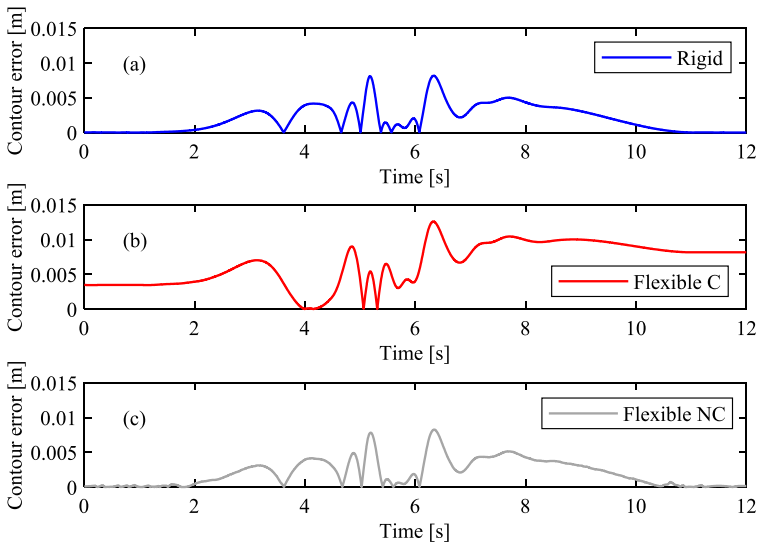 Contour error [m]
0.015
0.01
0.005
0
(a)
Rigid
0 2 4 6 8 10 12
Time [s]
Contour error [m]
0.015
0.01
0.005
0
(b)
Flexible C
0 2 4 6 8 10 12
Time [s]
Contour error [m]
0.015
0.01
0.005
0
(c)
Flexible NC
0 2 4 6 8 10 12
Time [s]